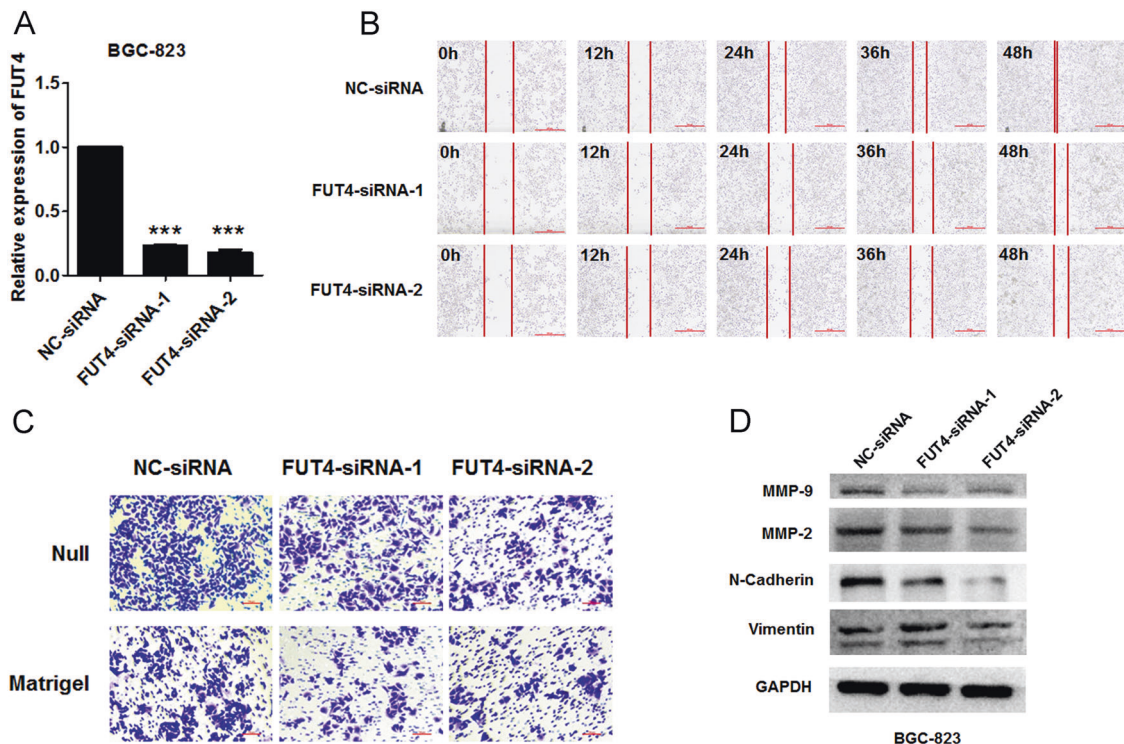 A
BGC-823
Relative expression of FUT4
1.5
1.0
0.5
0.0
***
***
NC-siRNA
FUT4-siRNA-1
FUT4-siRNA-2
B
NC-siRNA
0h
12h
24h
36h
48h
FUT4-siRNA-1
0h
12h
24h
36h
48h
FUT4-siRNA-2
0h
12h
24h
36h
48h
C
NC-siRNA
FUT4-siRNA-1
FUT4-siRNA-2
Null
Matrigel
D
NC-siRNA
FUT4-siRNA-1
FUT4-siRNA-2
MMP-9
MMP-2
N-Cadherin
Vimentin
GAPDH
BGC-823